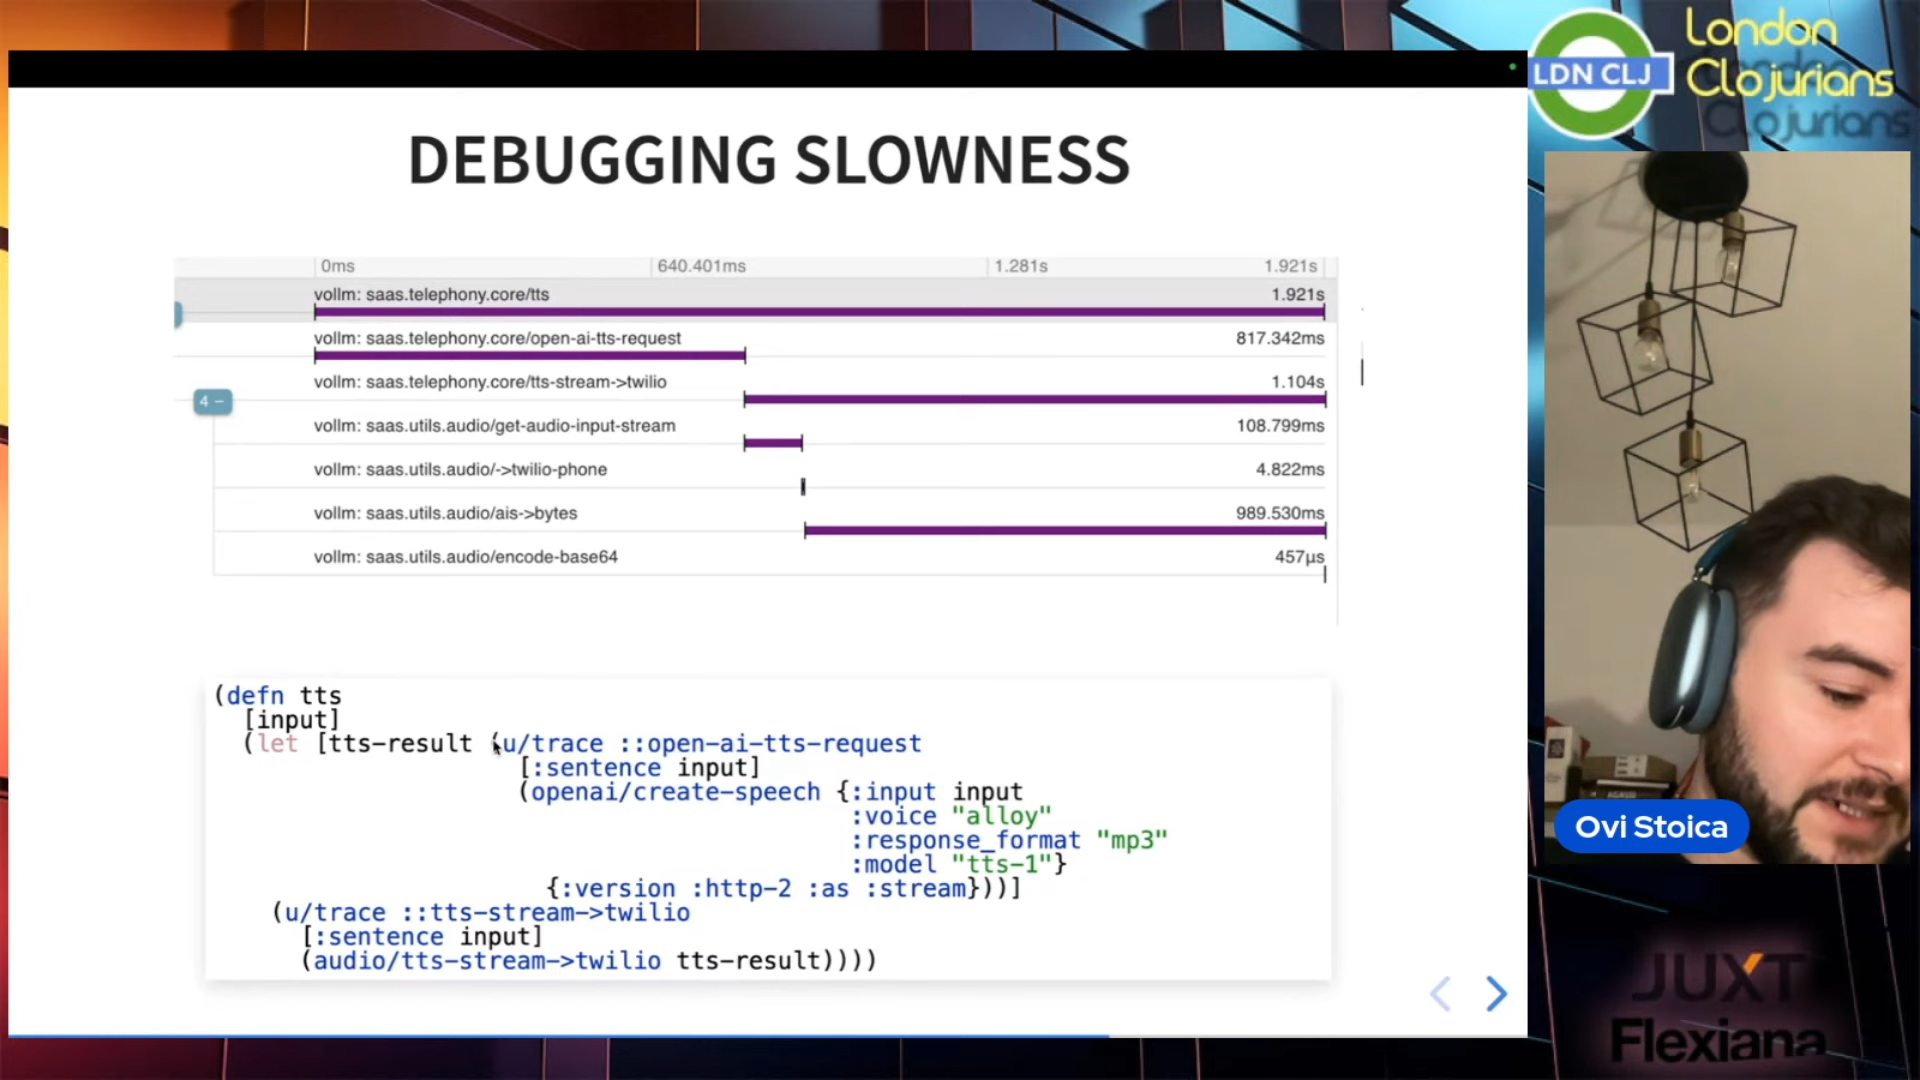 DEBUGGING SLOWNESS
0ms 640.401ms 1.281s 1.921s
vollm: saas.telephony.core/tts 1.921s
vollm: saas.telephony.core/open-ai-tts-request 817.342ms
vollm: saas.telephony.core/tts-stream->twilio 1.104s
4 −
vollm: saas.utils.audio/get-audio-input-stream 108.799ms
vollm: saas.utils.audio/->twilio-phone 4.822ms
vollm: saas.utils.audio/ais->bytes 989.530ms
vollm: saas.utils.audio/encode-base64 457µs
(defn tts
[input]
(let [tts-result (u/trace ::open-ai-tts-request
[:sentence input]
(openai/create-speech {:input input
:voice "alloy"
:response_format "mp3"
:model "tts-1"}
{:version :http-2 :as :stream}))]
(u/trace ::tts-stream->twilio
[:sentence input]
(audio/tts-stream->twilio tts-result))))
LDN CLJ
London
Clojurians
Clojurians
Ovi Stoica
JUXT
Flexiana